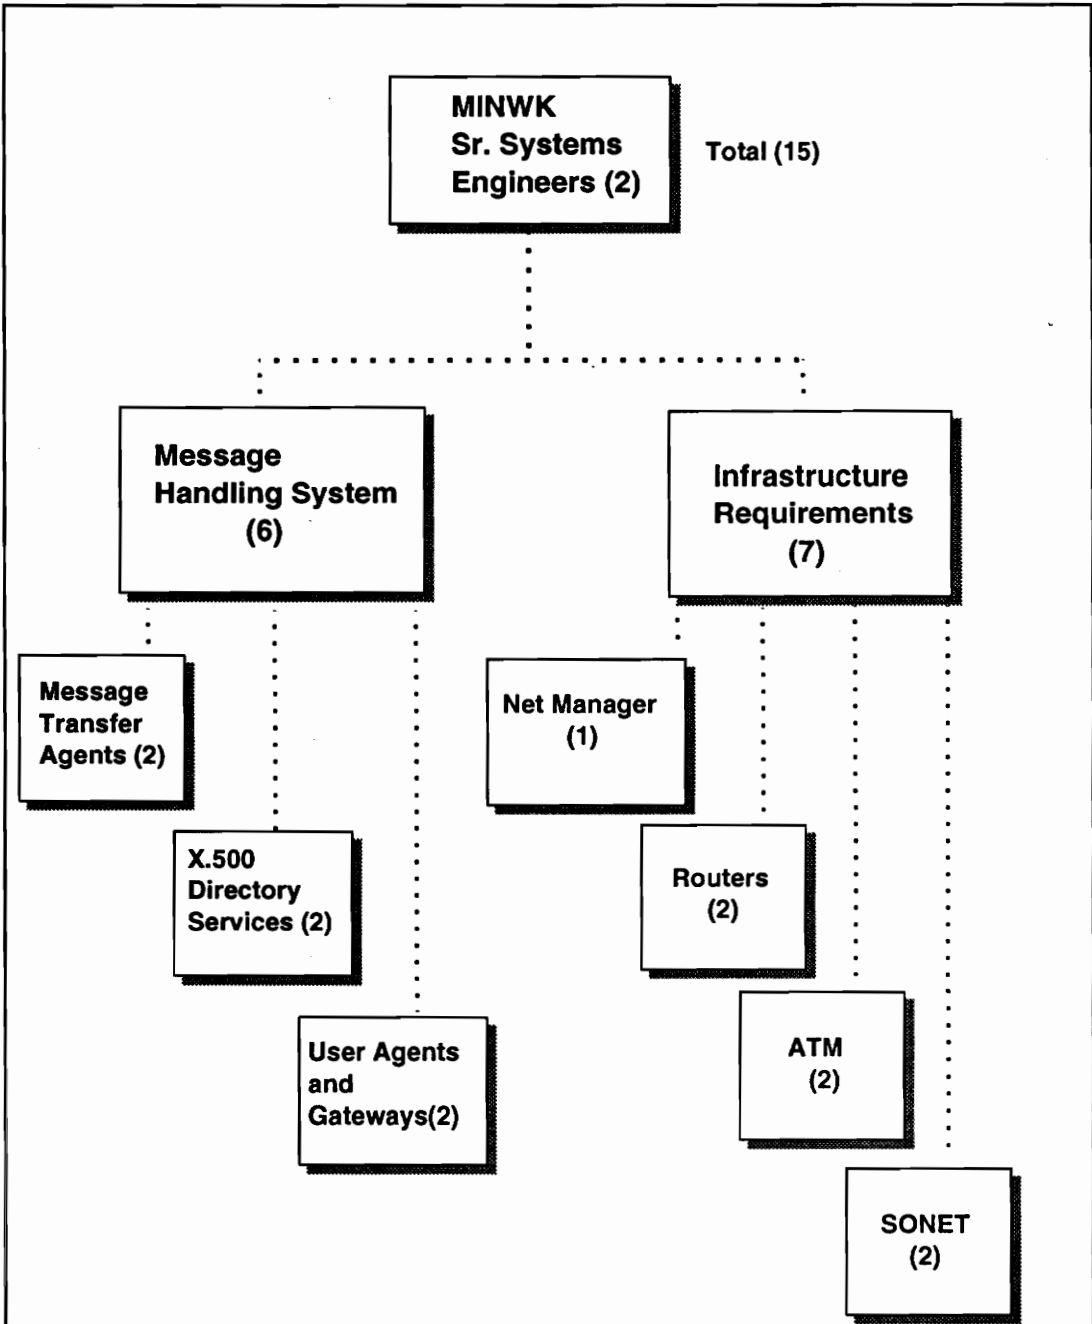 MINWK
Sr. Systems
Engineers (2)
Total (15)
Message
Handling System
(6)
Infrastructure
Requirements
(7)
Message
Transfer
Agents (2)
Net Manager
(1)
X.500
Directory
Services (2)
Routers
(2)
User Agents
and
Gateways(2)
ATM
(2)
SONET
(2)